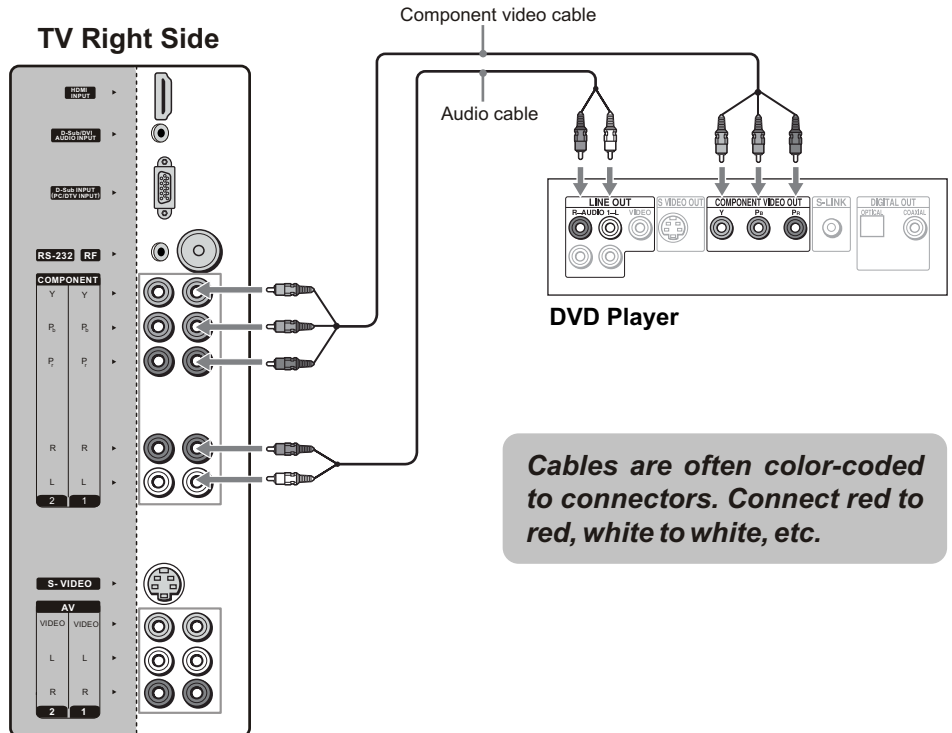 Component video cable
TV Right Side
Audio cable
HDMI
INPUT
D-Sub/DVI
AUDIO INPUT
D-Sub INPUT
(PC/DTV INPUT)
RS-232 RF
COMPONENT
Y Y
Pb Pb
Pr Pr
R R
L L
2 1
S-VIDEO
AV
VIDEO VIDEO
L L
R R
2 1
LINE OUT
R-AUDIO 1-L VIDEO
S VIDEO OUT
COMPONENT VIDEO OUT
Y PB PR
S-LINK
DIGITAL OUT
OPTICAL COAXIAL
DVD Player
Cables are often color-coded
to connectors. Connect red to
red, white to white, etc.